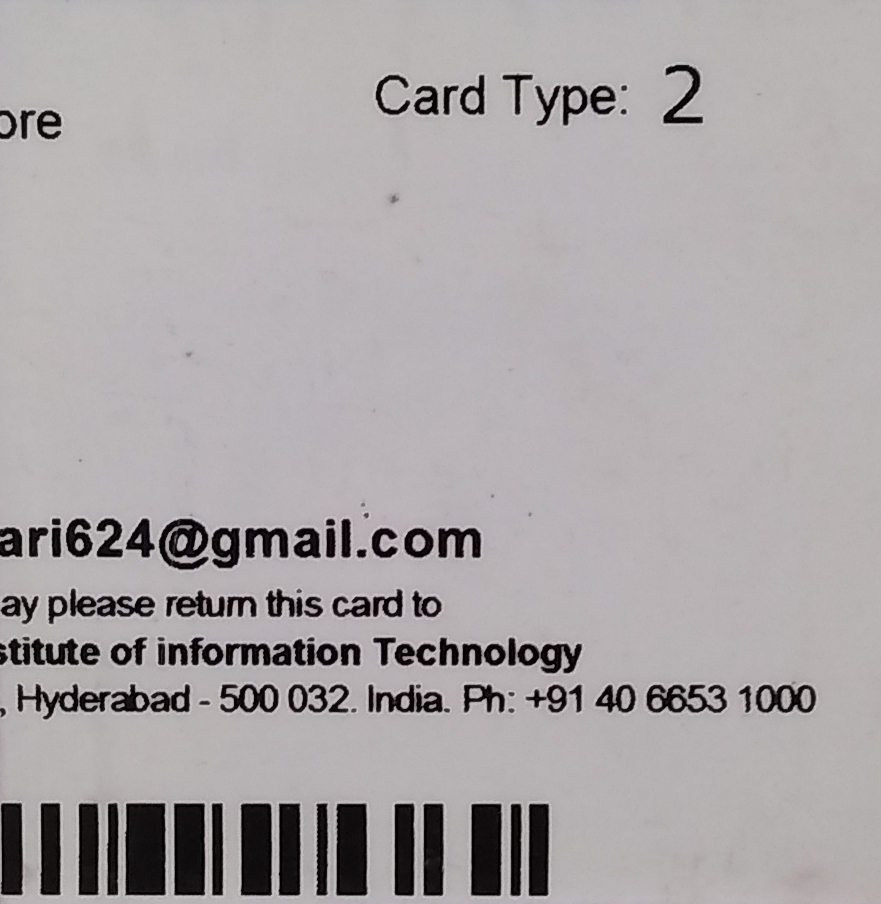 Card Type: 2
ore
ari624@gmail.com
ay please return this card to
stitute of information Technology
, Hyderabad - 500 032. India. Ph: +91 40 6653 1000